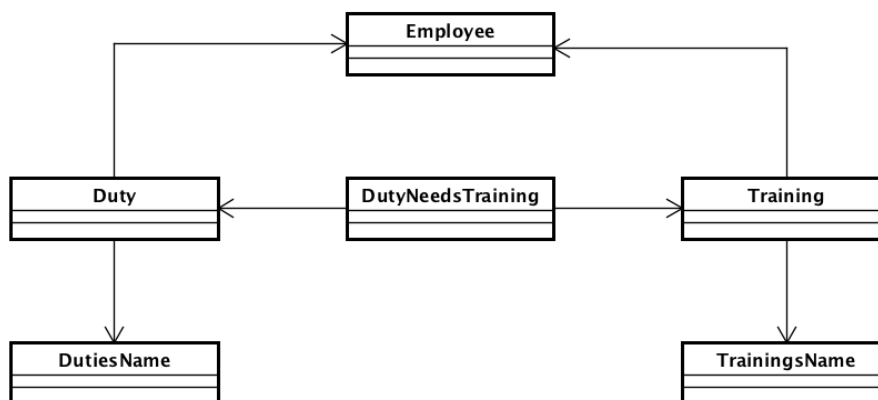 Employee
Duty
DutyNeedsTraining
Training
DutiesName
TrainingsName